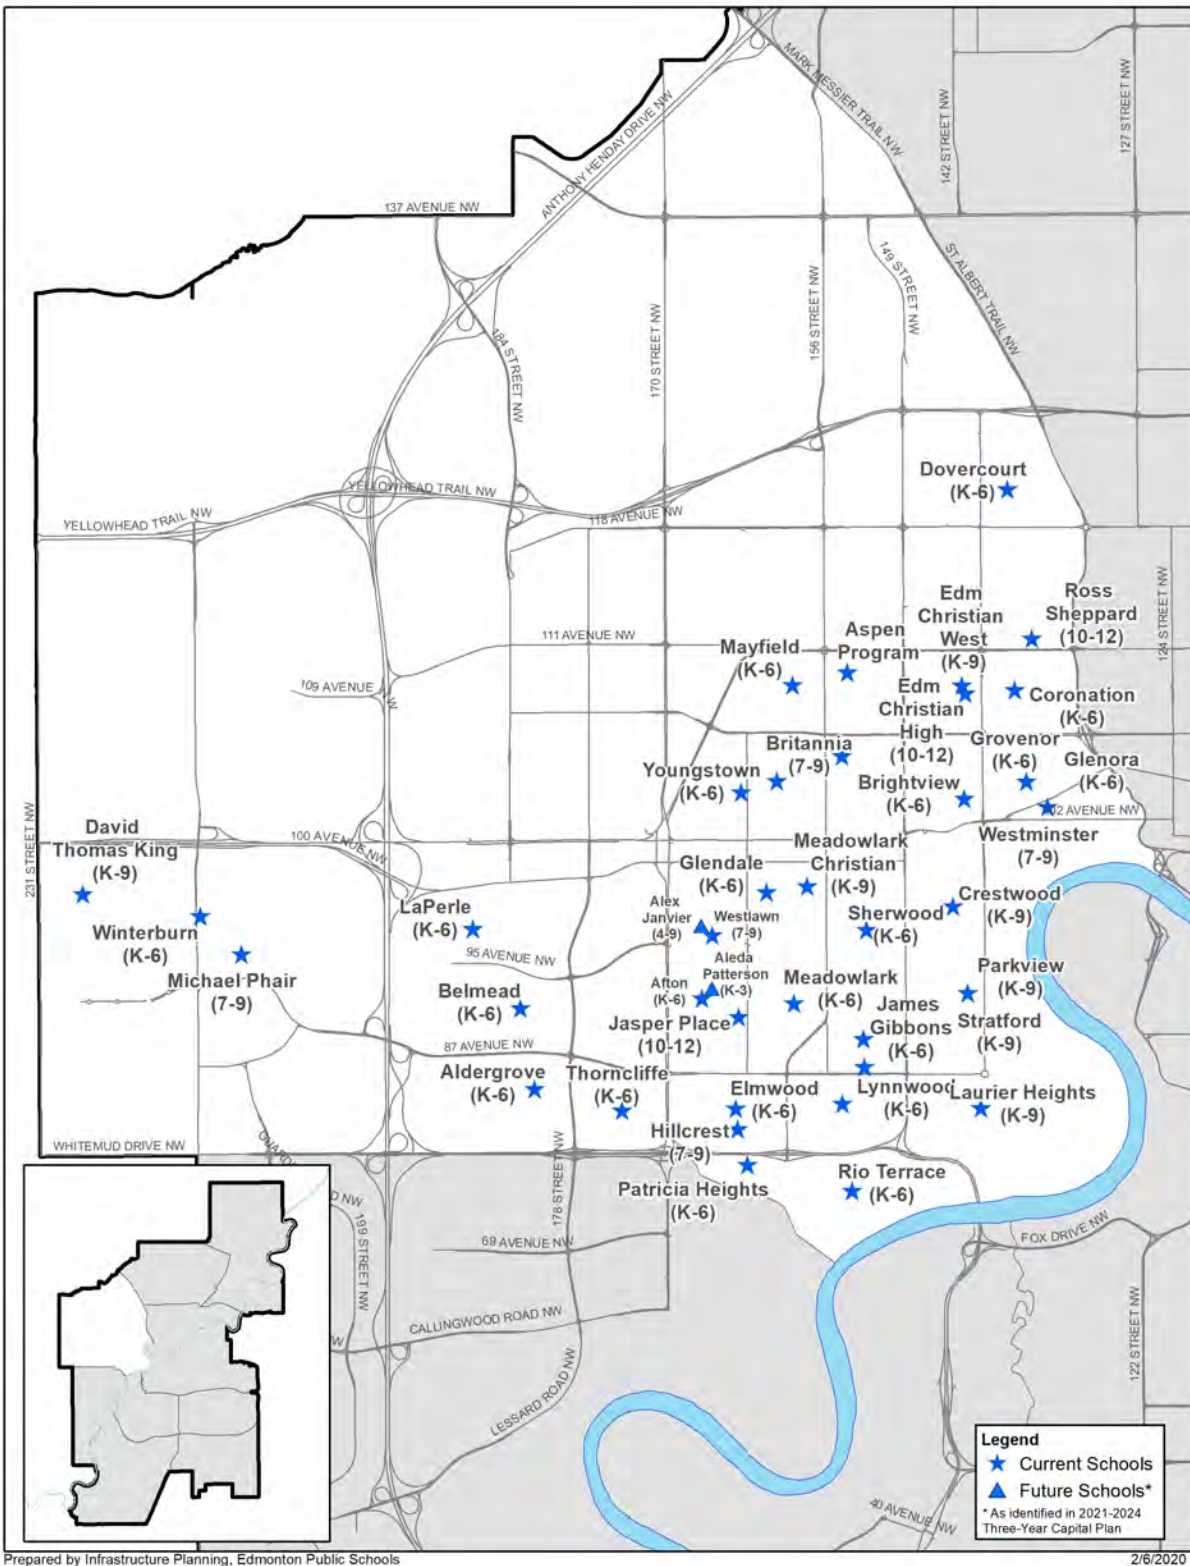 MARK MESSIER TRAIL NW
127 STREET NW
142 STREET NW
ANTHONY HENDAY DRIVE NW
137 AVENUE NW
149 STREET NW
ST ALBERT TRAIL NW
156 STREET NW
170 STREET NW
184 STREET NW
Dovercourt
(K-6)
YELLOWHEAD TRAIL NW
YELLOWHEAD TRAIL NW
118 AVENUE NW
124 STREET NW
Edm
Christian
West
(K-9)
Ross
Sheppard
(10-12)
111 AVENUE NW
Mayfield
(K-6)
Aspen
Program
109 AVENUE NW
Edm
Christian
High
(10-12)
Coronation
(K-6)
Britannia
(7-9)
Grovenor
(K-6)
Glenora
(K-6)
Youngstown
(K-6)
Brightview
(K-6)
102 AVENUE NW
231 STREET NW
David
Thomas King
(K-9)
100 AVENUE NW
Westminster
(7-9)
Glendale
(K-6)
Meadowlark
Christian
(K-9)
Crestwood
(K-9)
LaPerle
(K-6)
Alex
Janvier
(4-9)
Westlawn
(7-9)
Sherwood
(K-6)
Winterburn
(K-6)
95 AVENUE NW
Michael Phair
(7-9)
Aleda
Patterson
(K-3)
Afton
(K-6)
Meadowlark
(K-6)
Parkview
(K-9)
Belmead
(K-6)
Jasper Place
(10-12)
James
Gibbons
(K-6)
Stratford
(K-9)
87 AVENUE NW
Aldergrove
(K-6)
Thorncliffe
(K-6)
Elmwood
(K-6)
Lynnwood
(K-6)
Laurier Heights
(K-9)
Hillcrest
(7-9)
WHITEMUD DRIVE NW
Patricia Heights
(K-6)
Rio Terrace
(K-6)
178 STREET NW
199 STREET NW
69 AVENUE NW
FOX DRIVE NW
CALLINGWOOD ROAD NW
LESSARD ROAD NW
122 STREET NW
40 AVENUE NW
Legend
Current Schools
Future Schools*
* As identified in 2021-2024
Three-Year Capital Plan
Prepared by Infrastructure Planning, Edmonton Public Schools
2/6/2020